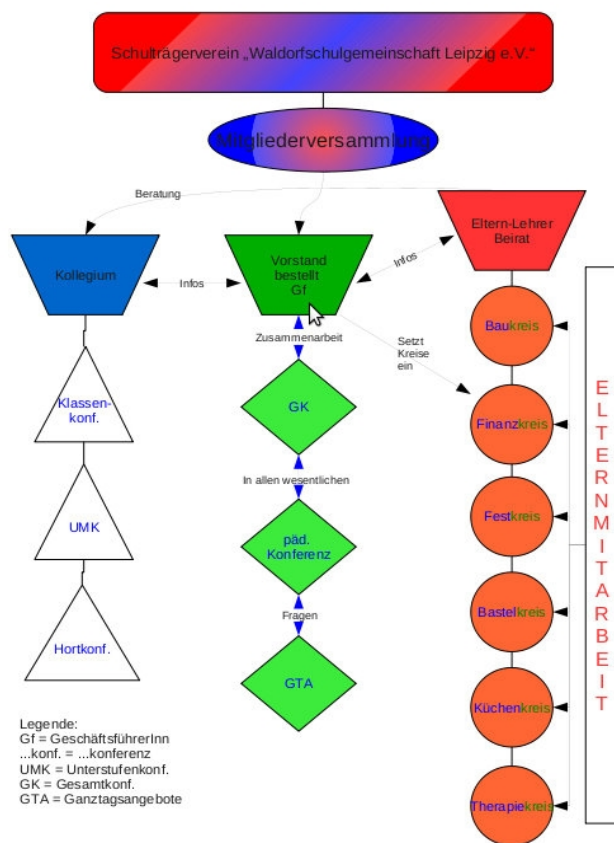 Schulträgerverein „Waldorfschulgemeinschaft Leipzig e.V.“
Mitgliederversammlung
Beratung
Kollegium
Infos
Vorstand
bestellt
Gf
Infos
Eltern-Lehrer
Beirat
Zusammenarbeit
Setzt
Kreise
ein
Klassen-
konf.
UMK
Hortkonf.
GK
In allen wesentlichen
päd.
Konferenz
Fragen
GTA
Baukreis
Finanzkreis
Festkreis
Bastelkreis
Küchenkreis
Therapiekreis
ELTERNMITARBEIT
Legende:
Gf = GeschäftsführerInn
...konf. = ...konferenz
UMK = Unterstufenkonf.
GK = Gesamtkonf.
GTA = Ganztagsangebote